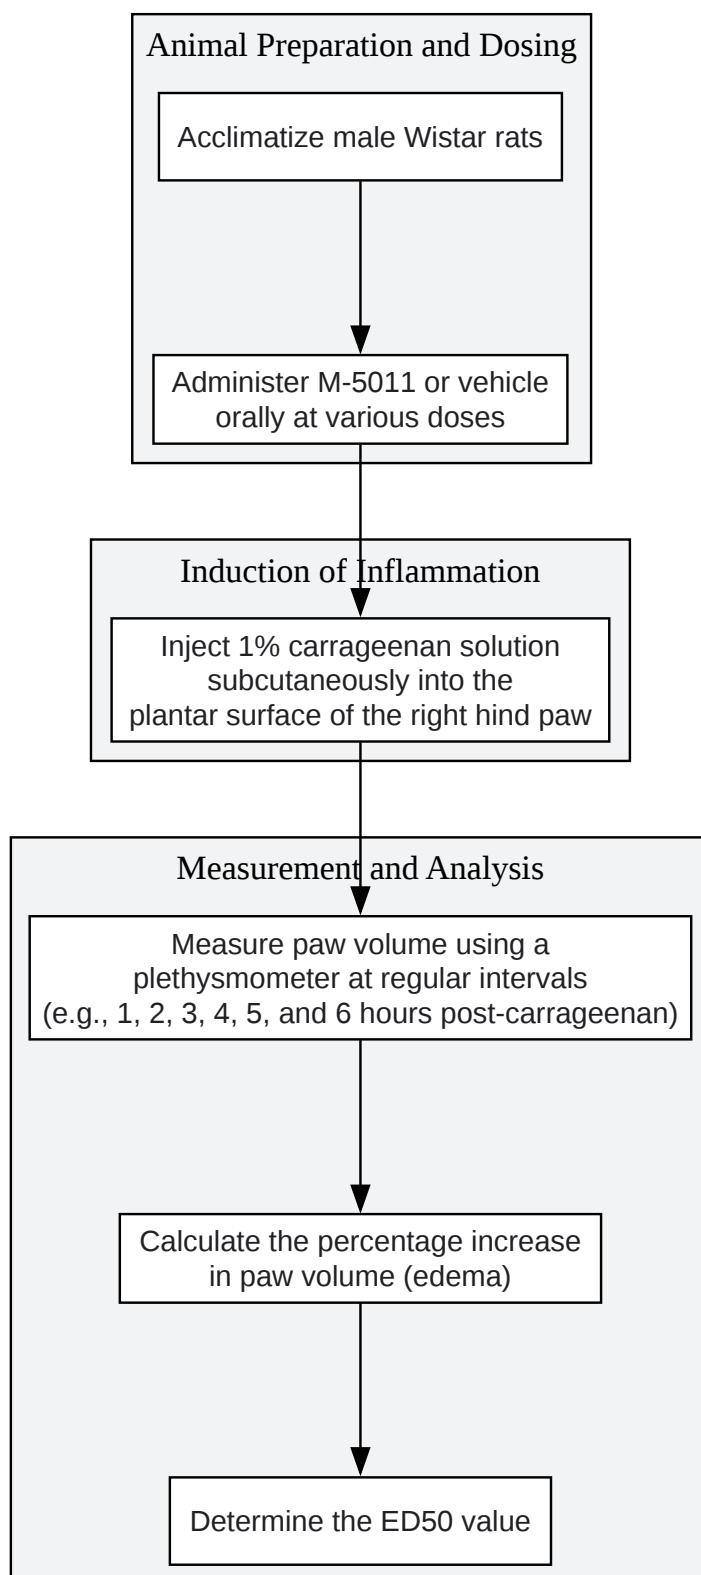 Animal Preparation and Dosing
Acclimatize male Wistar rats
Administer M-5011 or vehicle
orally at various doses
Induction of Inflammation
Inject 1% carrageenan solution
subcutaneously into the
plantar surface of the right hind paw
Measurement and Analysis
Measure paw volume using a
plethysmometer at regular intervals
(e.g., 1, 2, 3, 4, 5, and 6 hours post-carrageenan)
Calculate the percentage increase
in paw volume (edema)
Determine the ED50 value